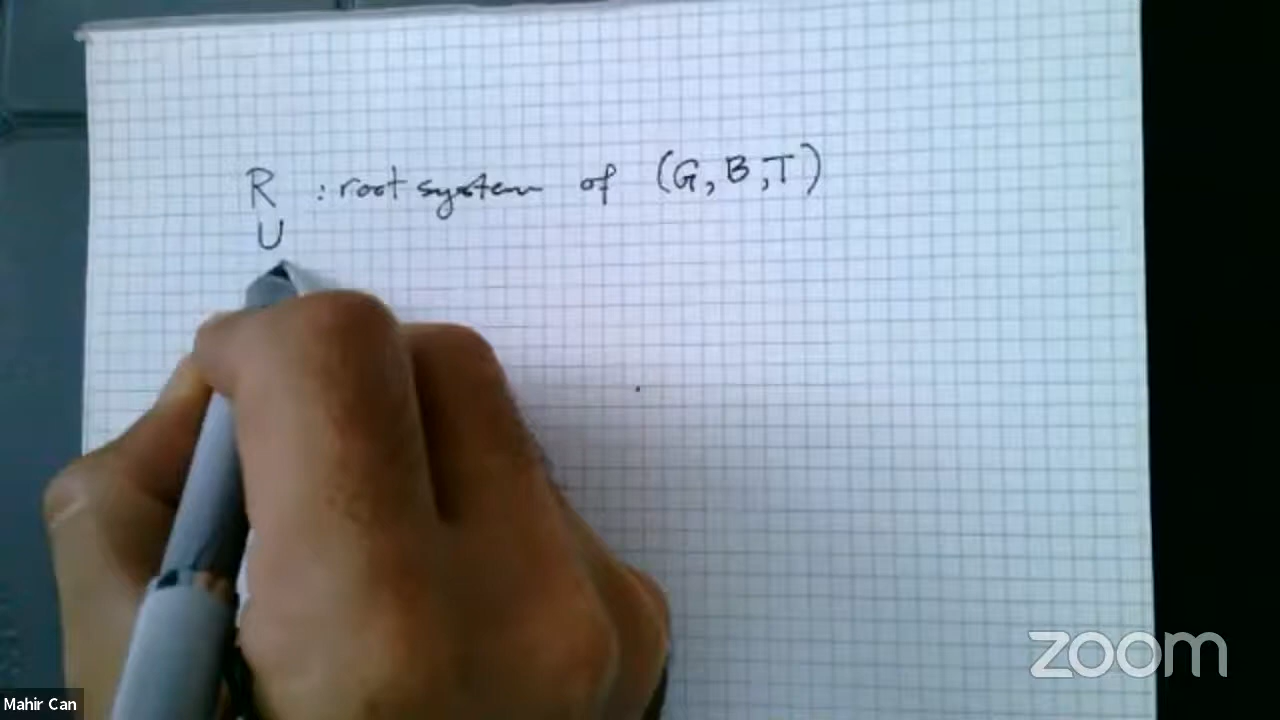 R : root system of (G, B, T)
∪
zoom
Mahir Can